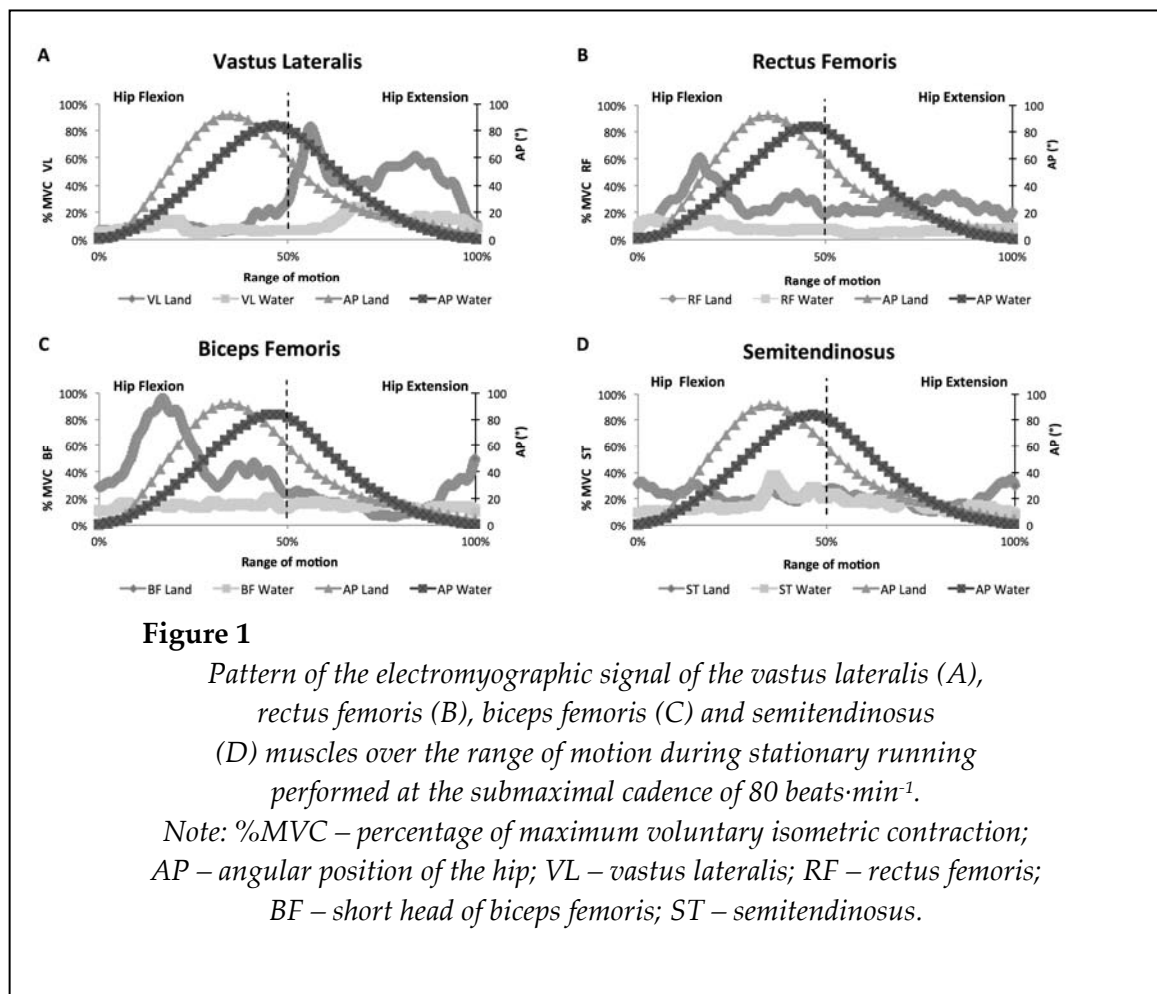 A
Vastus Lateralis
Hip Flexion
Hip Extension
100%
80%
60%
40%
20%
0%
% MVC VL
100
80
60
40
20
0
AP (°)
0%
50%
100%
Range of motion
VL Land VL Water AP Land AP Water
B
Rectus Femoris
Hip Flexion
Hip Extension
100%
80%
60%
40%
20%
0%
% MVC RF
100
80
60
40
20
0
AP (°)
0%
50%
100%
Range of motion
RF Land RF Water AP Land AP Water
C
Biceps Femoris
Hip Flexion
Hip Extension
100%
80%
60%
40%
20%
0%
% MVC BF
100
80
60
40
20
0
AP (°)
0%
50%
100%
Range of motion
BF Land BF Water AP Land AP Water
D
Semitendinosus
Hip Flexion
Hip Extension
100%
80%
60%
40%
20%
0%
% MVC ST
100
80
60
40
20
0
AP (°)
0%
50%
100%
Range of motion
ST Land ST Water AP Land AP Water
Figure 1
Pattern of the electromyographic signal of the vastus lateralis (A),
rectus femoris (B), biceps femoris (C) and semitendinosus
(D) muscles over the range of motion during stationary running
performed at the submaximal cadence of 80 beats·min⁻¹.
Note: %MVC – percentage of maximum voluntary isometric contraction;
AP – angular position of the hip; VL – vastus lateralis; RF – rectus femoris;
BF – short head of biceps femoris; ST – semitendinosus.